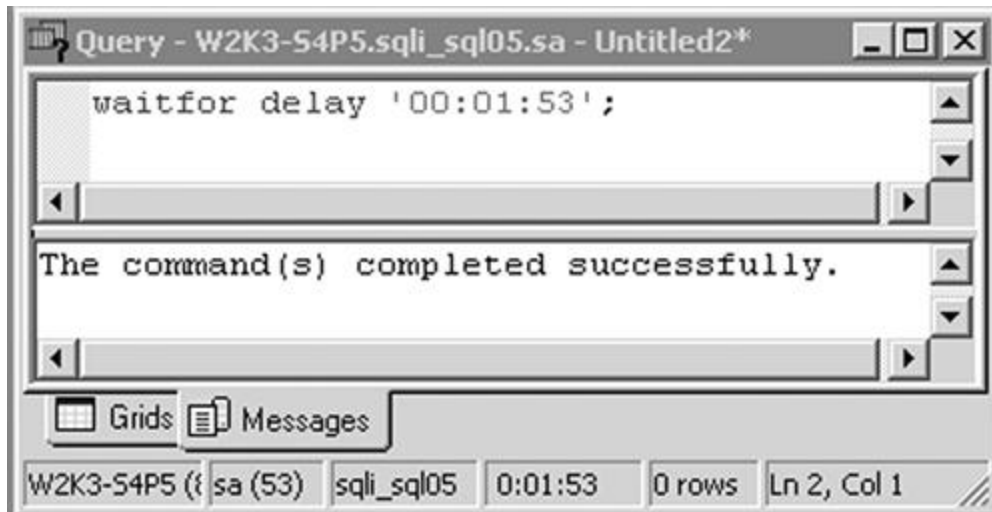 Query - W2K3-S4P5.sqli_sql05.sa - Untitled2*
waitfor delay '00:01:53';
The command(s) completed successfully.
Grids Messages
W2K3-S4P5 (8 sa (53) sqli_sql05 0:01:53 0 rows Ln 2, Col 1